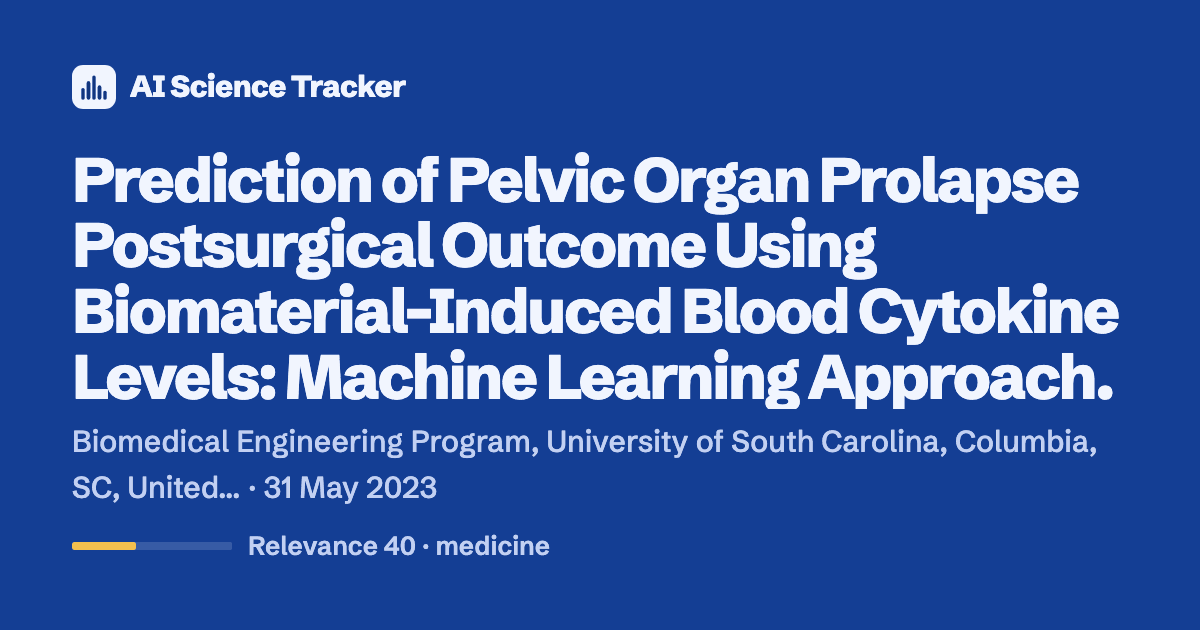 AI Science Tracker
Prediction of Pelvic Organ Prolapse
Postsurgical Outcome Using
Biomaterial-Induced Blood Cytokine
Levels: Machine Learning Approach.
Biomedical Engineering Program, University of South Carolina, Columbia,
SC, United... · 31 May 2023
Relevance 40 · medicine